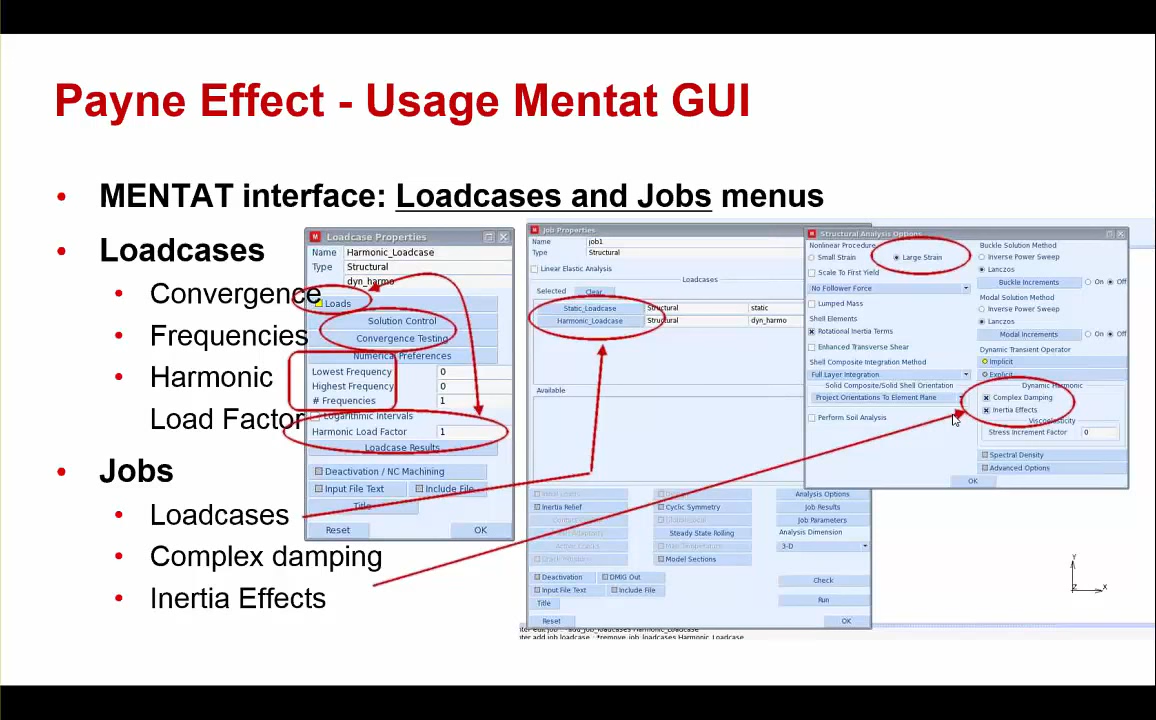 Payne Effect - Usage Mentat GUI
• MENTAT interface: Loadcases and Jobs menus
• Loadcases
• Convergence
• Frequencies
• Harmonic
Load Factor
• Jobs
• Loadcases
• Complex damping
• Inertia Effects
Loadcase Properties
Name Harmonic_Loadcase
Type Structural
dyn_harmo
Loads
Solution Control
Convergence Testing
Numerical Preferences
Lowest Frequency 0
Highest Frequency 0
# Frequencies 1
Logarithmic Intervals
Harmonic Load Factor 1
Loadcase Results
Deactivation / NC Machining
Input File Text Include File
Title
Reset OK
Job Properties
Name job1
Type Structural
Linear Elastic Analysis
Loadcases
Selected Clear
Static_Loadcase Structural static
Harmonic_Loadcase Structural dyn_harmo
Available
Initial Loads
Inertia Relief Cyclic Symmetry
Steady State Rolling
Model Sections
Analysis Options
Job Results
Job Parameters
Analysis Dimension
3-D
Deactivation DMIG Out
Input File Text Include File
Title
Check
Run
Reset OK
Structural Analysis Options
Nonlinear Procedure
Small Strain Large Strain
Scale To First Yield
No Follower Force
Lumped Mass
Shell Elements
Rotational Inertia Terms
Enhanced Transverse Shear
Shell Composite Integration Method
Full Layer Integration
Solid Composite/Solid Shell Orientation
Project Orientations To Element Plane
Perform Soil Analysis
Buckle Solution Method
Inverse Power Sweep
Lanczos
Buckle Increments On Off
Modal Solution Method
Inverse Power Sweep
Lanczos
Modal Increments On Off
Dynamic Transient Operator
Implicit
Explicit
Dynamic Harmonic
Complex Damping
Inertia Effects
Viscoelasticity
Stress Increment Factor 0
Spectral Density
Advanced Options
OK
Y
Z X
add_job_loadcases Harmonic_Loadcase
*remove_job_loadcases Harmonic_Loadcase